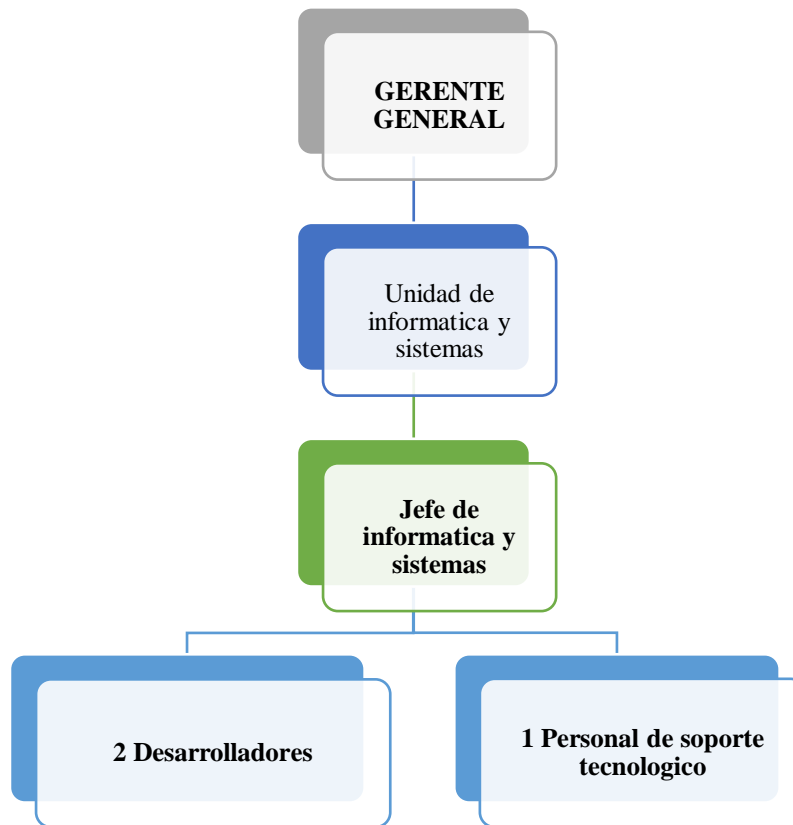 GERENTE
GENERAL
Unidad de
informatica y
sistemas
Jefe de
informatica y
sistemas
2 Desarrolladores
1 Personal de soporte
tecnologico